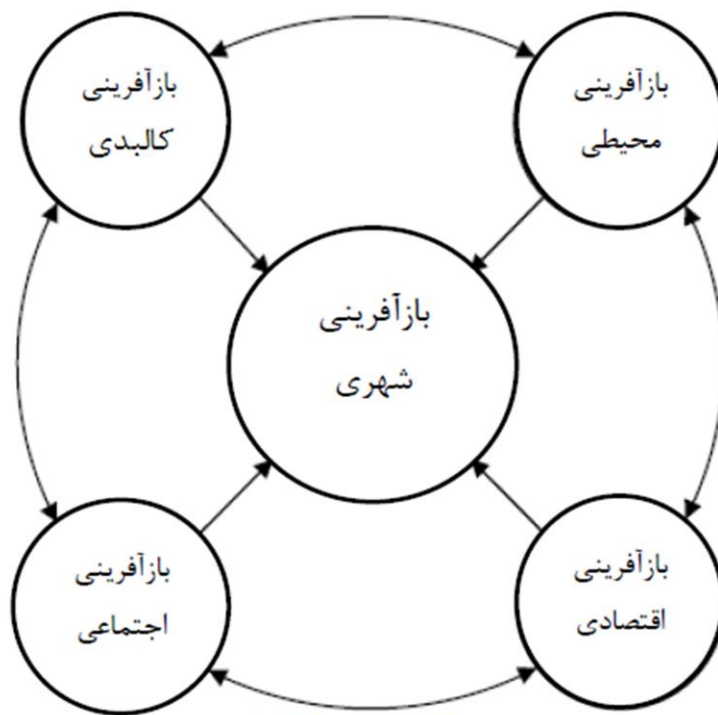 بازآفرینی
محیطی
بازآفرینی
کالبدی
بازآفرینی
شهری
بازآفرینی
اقتصادی
بازآفرینی
اجتماعی